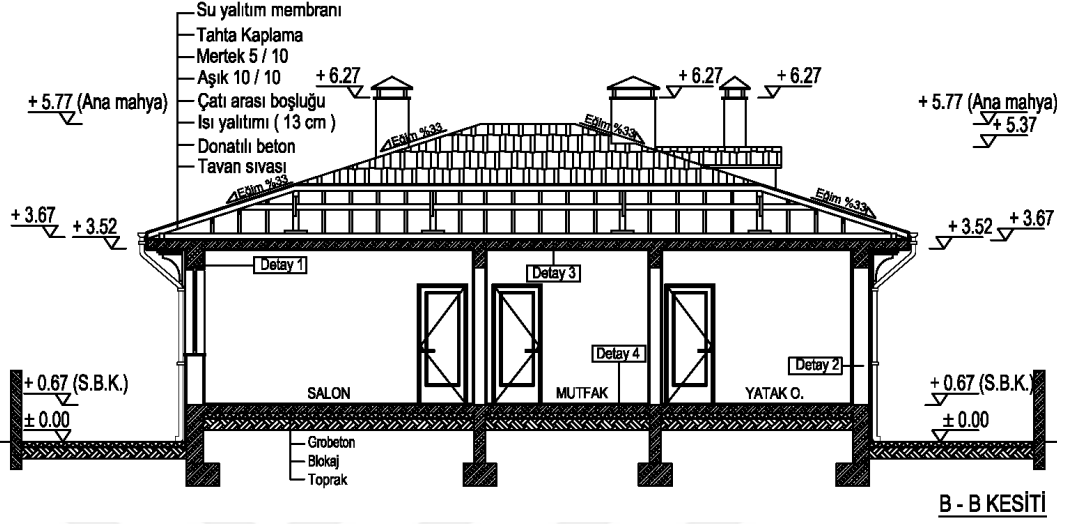 Su yalıtım membranı
Tahta Kaplama
Mertek 5 / 10
Aşık 10 / 10
Çatı arası boşluğu
Isı yalıtımı ( 13 cm )
Donatılı beton
Tavan sıvası
+ 5.77 (Ana mahya)
+ 6.27
+ 6.27
+ 6.27
+ 5.77 (Ana mahya)
+ 5.37
Eğim %33
Eğim %33
Eğim %33
Eğim %33
+ 3.67
+ 3.52
+ 3.52
+ 3.67
Detay 1
Detay 3
Detay 4
Detay 2
+ 0.67 (S.B.K.)
SALON
MUTFAK
YATAK O.
+ 0.67 (S.B.K.)
± 0.00
± 0.00
Grobeton
Blokaj
Toprak
B - B KESİTİ